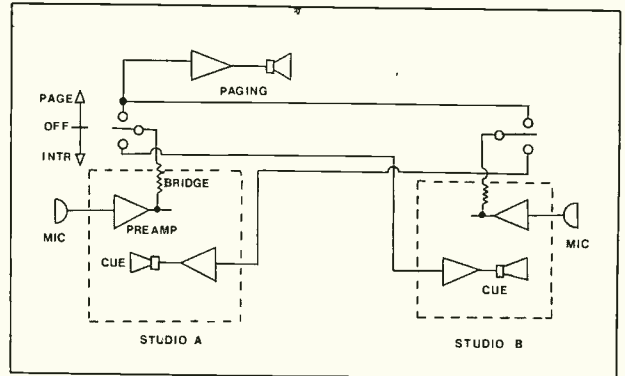 PAGING
PAGE
OFF
INTR
BRIDGE
MIC
PREAMP
MIC
CUE
CUE
STUDIO A
STUDIO B